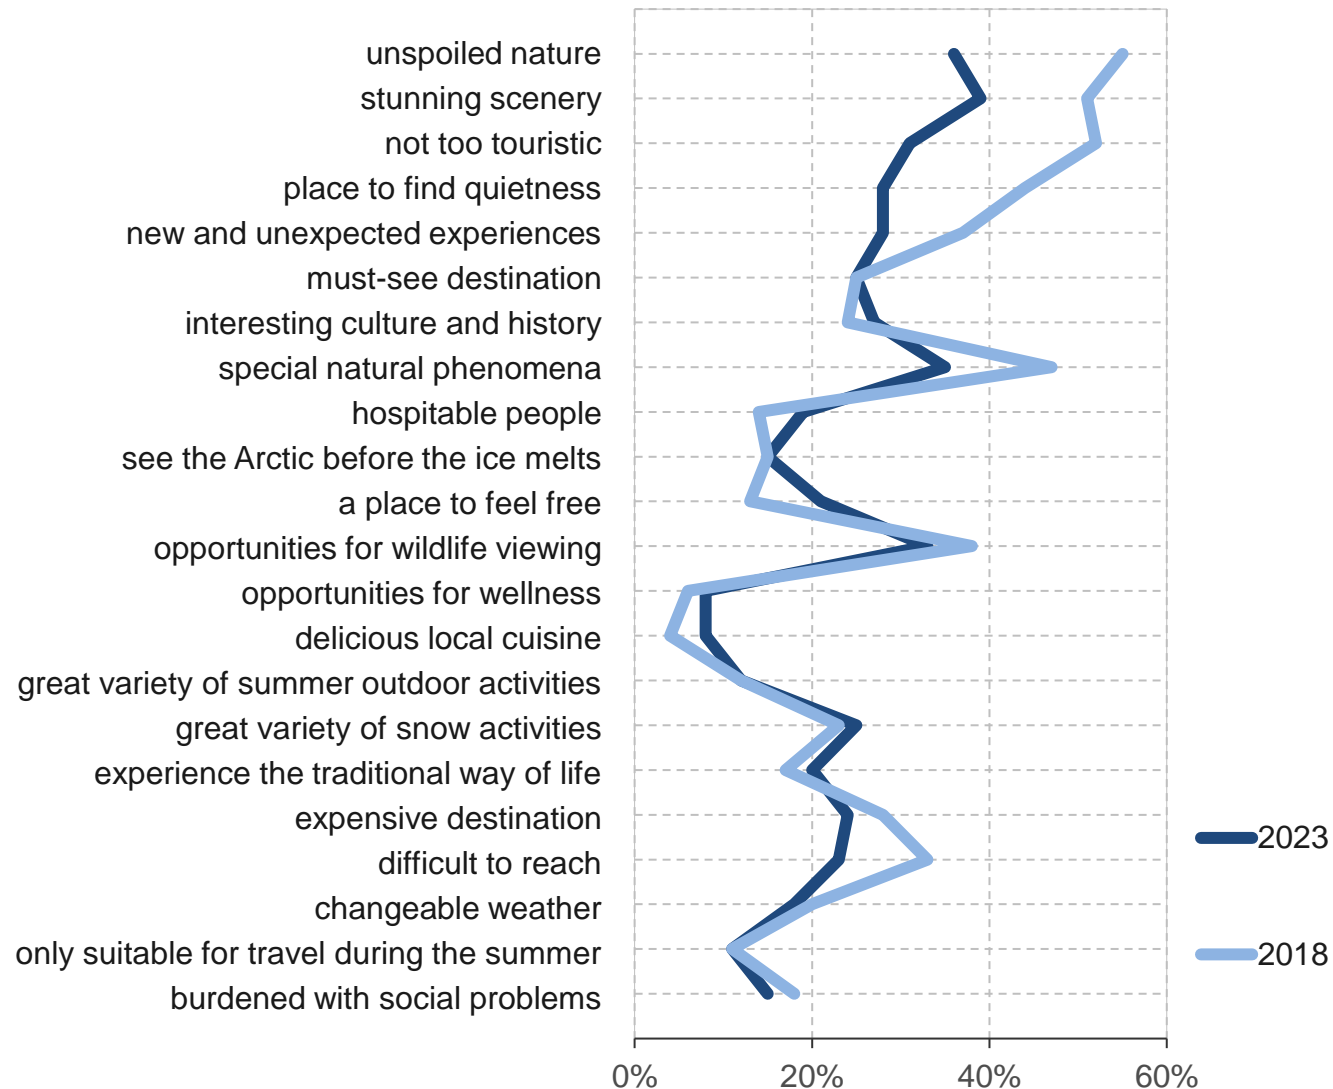 unspoiled nature
stunning scenery
not too touristic
place to find quietness
new and unexpected experiences
must-see destination
interesting culture and history
special natural phenomena
hospitable people
see the Arctic before the ice melts
a place to feel free
opportunities for wildlife viewing
opportunities for wellness
delicious local cuisine
great variety of summer outdoor activities
great variety of snow activities
experience the traditional way of life
expensive destination
2023
difficult to reach
changeable weather
only suitable for travel during the summer
2018
burdened with social problems
0% 20% 40% 60%